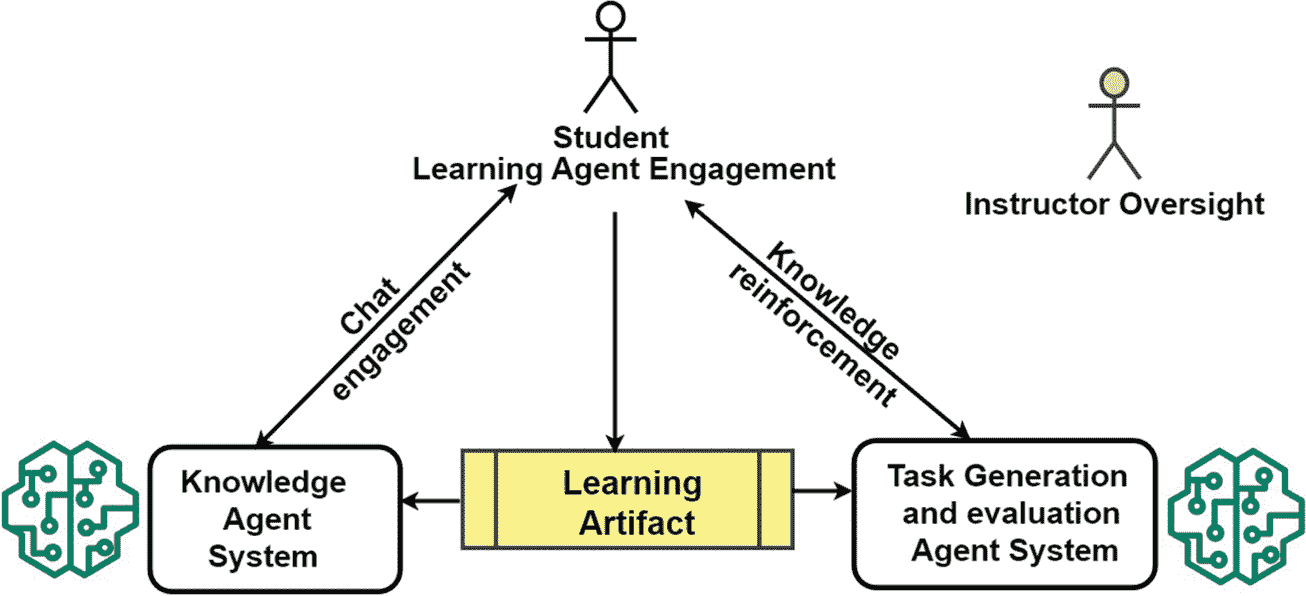 Student
Learning Agent Engagement
Instructor Oversight
Chat
engagement
Knowledge
reinforcement
Knowledge
Agent
System
Learning
Artifact
Task Generation
and evaluation
Agent System